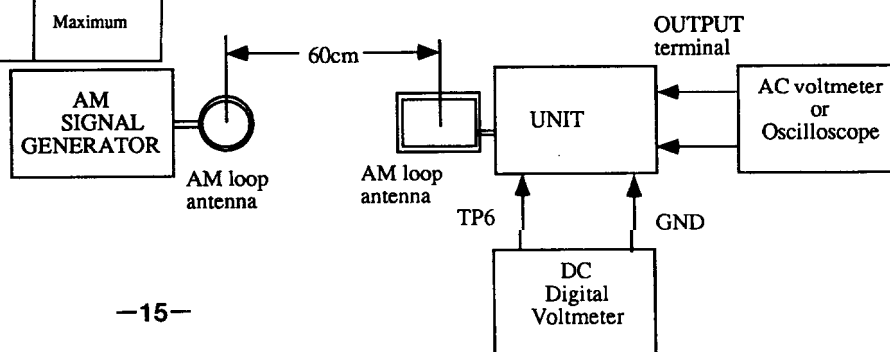 Maximum
60cm
OUTPUT
terminal
AM
SIGNAL
GENERATOR
UNIT
AC voltmeter
or
Oscilloscope
AM loop
antenna
AM loop
antenna
TP6
GND
DC
Digital
Voltmeter
—15—